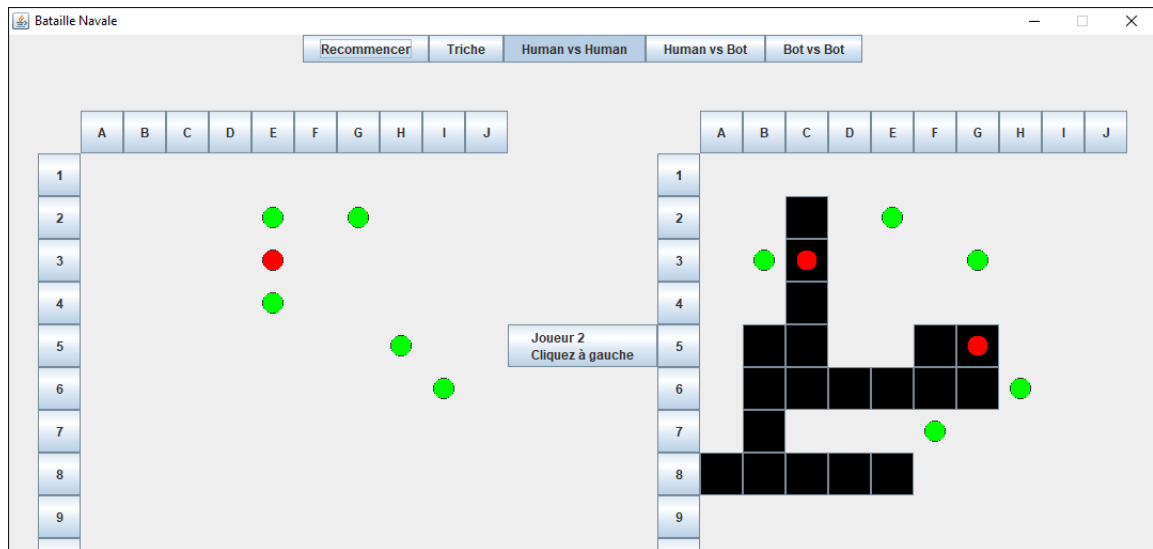 Bataille Navale
Recommencer Triche Human vs Human Human vs Bot Bot vs Bot
A B C D E F G H I J A B C D E F G H I J
1 1
2 2
3 3
4 4
Joueur 2
5 5
Cliquez à gauche
6 6
7 7
8 8
9 9